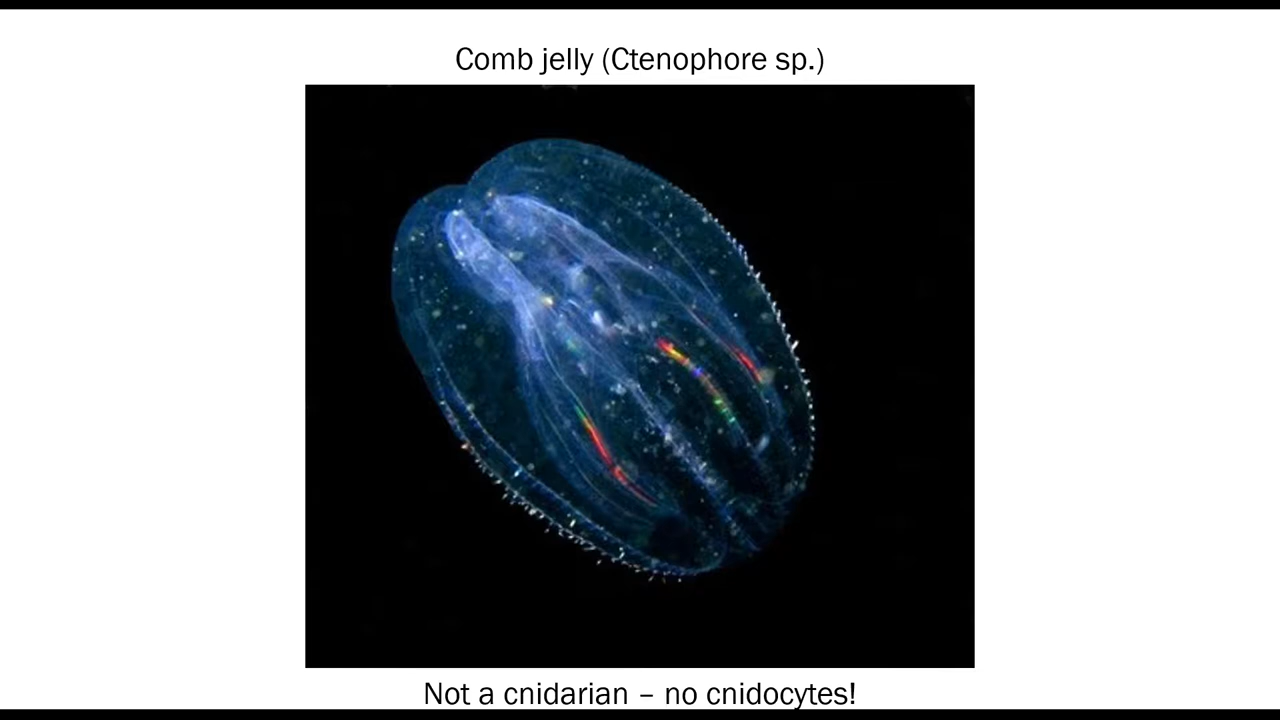 Comb jelly (Ctenophore sp.)
Not a cnidarian – no cnidocytes!